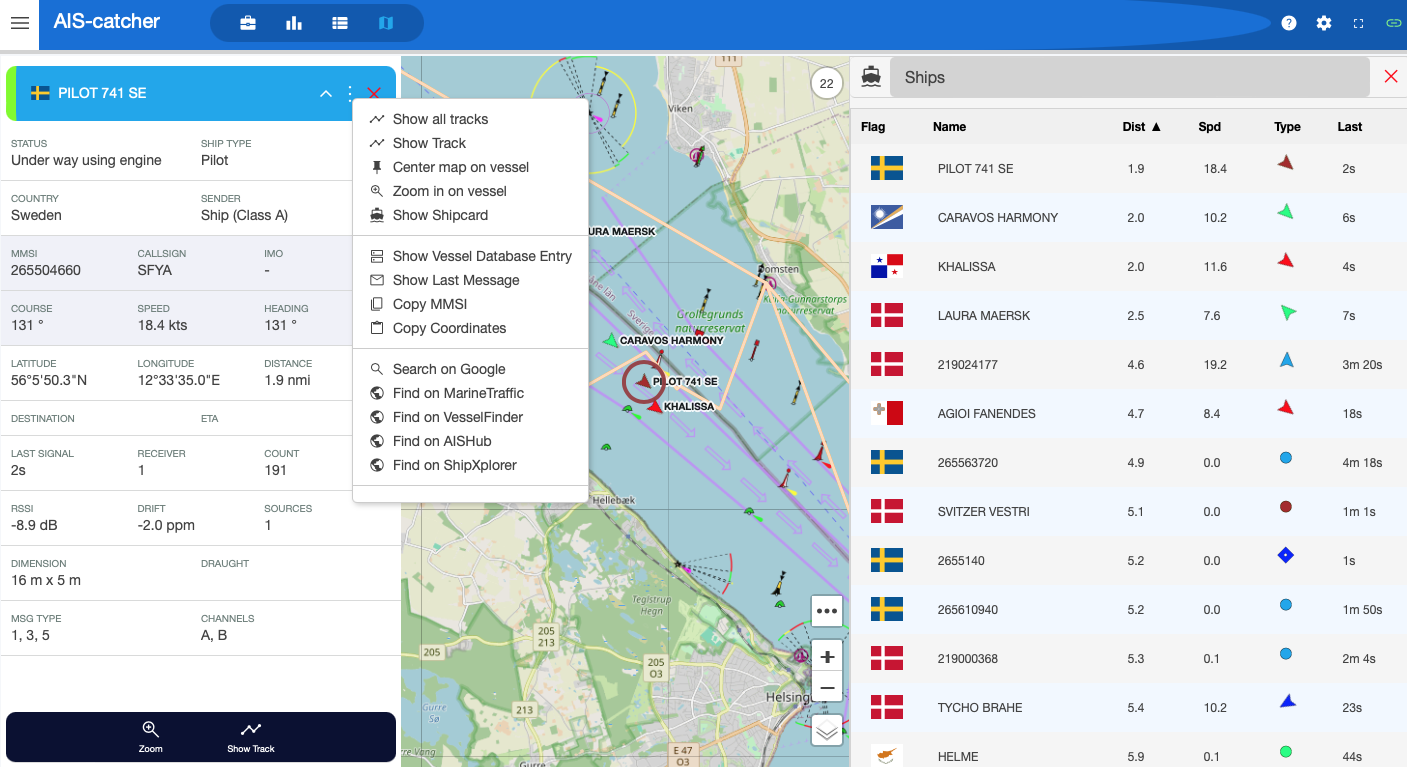 AIS-catcher
PILOT 741 SE
STATUS
Under way using engine
SHIP TYPE
Pilot
COUNTRY
Sweden
SENDER
Ship (Class A)
MMSI
265504660
CALLSIGN
SFYA
IMO
-
COURSE
131 °
SPEED
18.4 kts
HEADING
131 °
LATITUDE
56°5'50.3"N
LONGITUDE
12°33'35.0"E
DISTANCE
1.9 nmi
DESTINATION
ETA
LAST SIGNAL
2s
RECEIVER
1
COUNT
191
RSSI
-8.9 dB
DRIFT
-2.0 ppm
SOURCES
1
DIMENSION
16 m x 5 m
DRAUGHT
MSG TYPE
1, 3, 5
CHANNELS
A, B
Zoom
Show Track
Show all tracks
Show Track
Center map on vessel
Zoom in on vessel
Show Shipcard
Show Vessel Database Entry
Show Last Message
Copy MMSI
Copy Coordinates
Search on Google
Find on MarineTraffic
Find on VesselFinder
Find on AISHub
Find on ShipXplorer
111
22
Viken
URA MAERSK
Domsten
Kulla Gunnarstorps
naturreservat
Grollegrunds
naturreservat
Sverige
CARAVOS HARMONY
PILOT 741 SE
KHALISSA
Hellebæk
Teglstrup
Hegn
205
213
205
205
O3
213
Gurre
Sø
rre Vang
Gurre
E 47
O3
Helsing
Ships
Flag Name Dist ▲ Spd Type Last
PILOT 741 SE 1.9 18.4 2s
CARAVOS HARMONY 2.0 10.2 6s
KHALISSA 2.0 11.6 4s
LAURA MAERSK 2.5 7.6 7s
219024177 4.6 19.2 3m 20s
AGIOI FANENDES 4.7 8.4 18s
265563720 4.9 0.0 4m 18s
SVITZER VESTRI 5.1 0.0 1m 1s
2655140 5.2 0.0 1s
265610940 5.2 0.0 1m 50s
219000368 5.3 0.1 2m 4s
TYCHO BRAHE 5.4 10.2 23s
HELME 5.9 0.1 44s